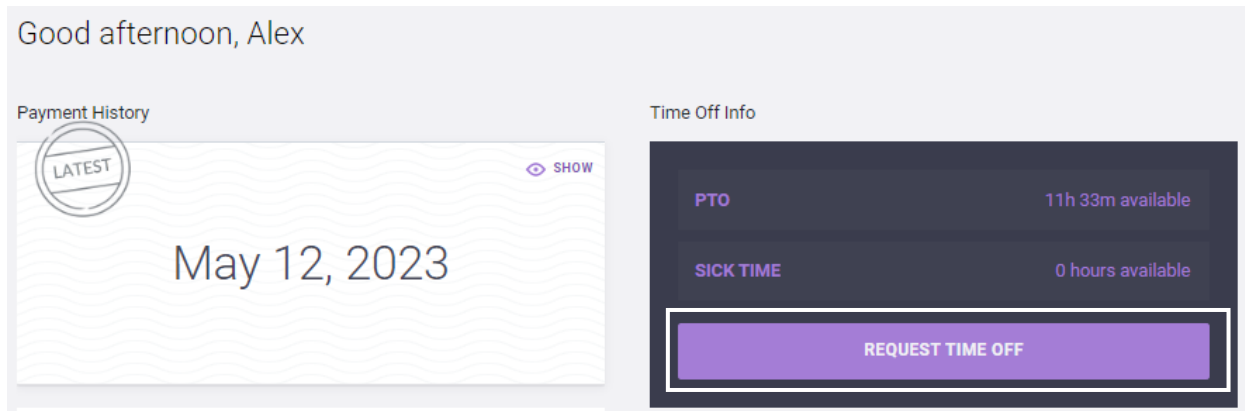 Good afternoon, Alex
Payment History
LATEST
SHOW
May 12, 2023
Time Off Info
PTO 11h 33m available
SICK TIME 0 hours available
REQUEST TIME OFF